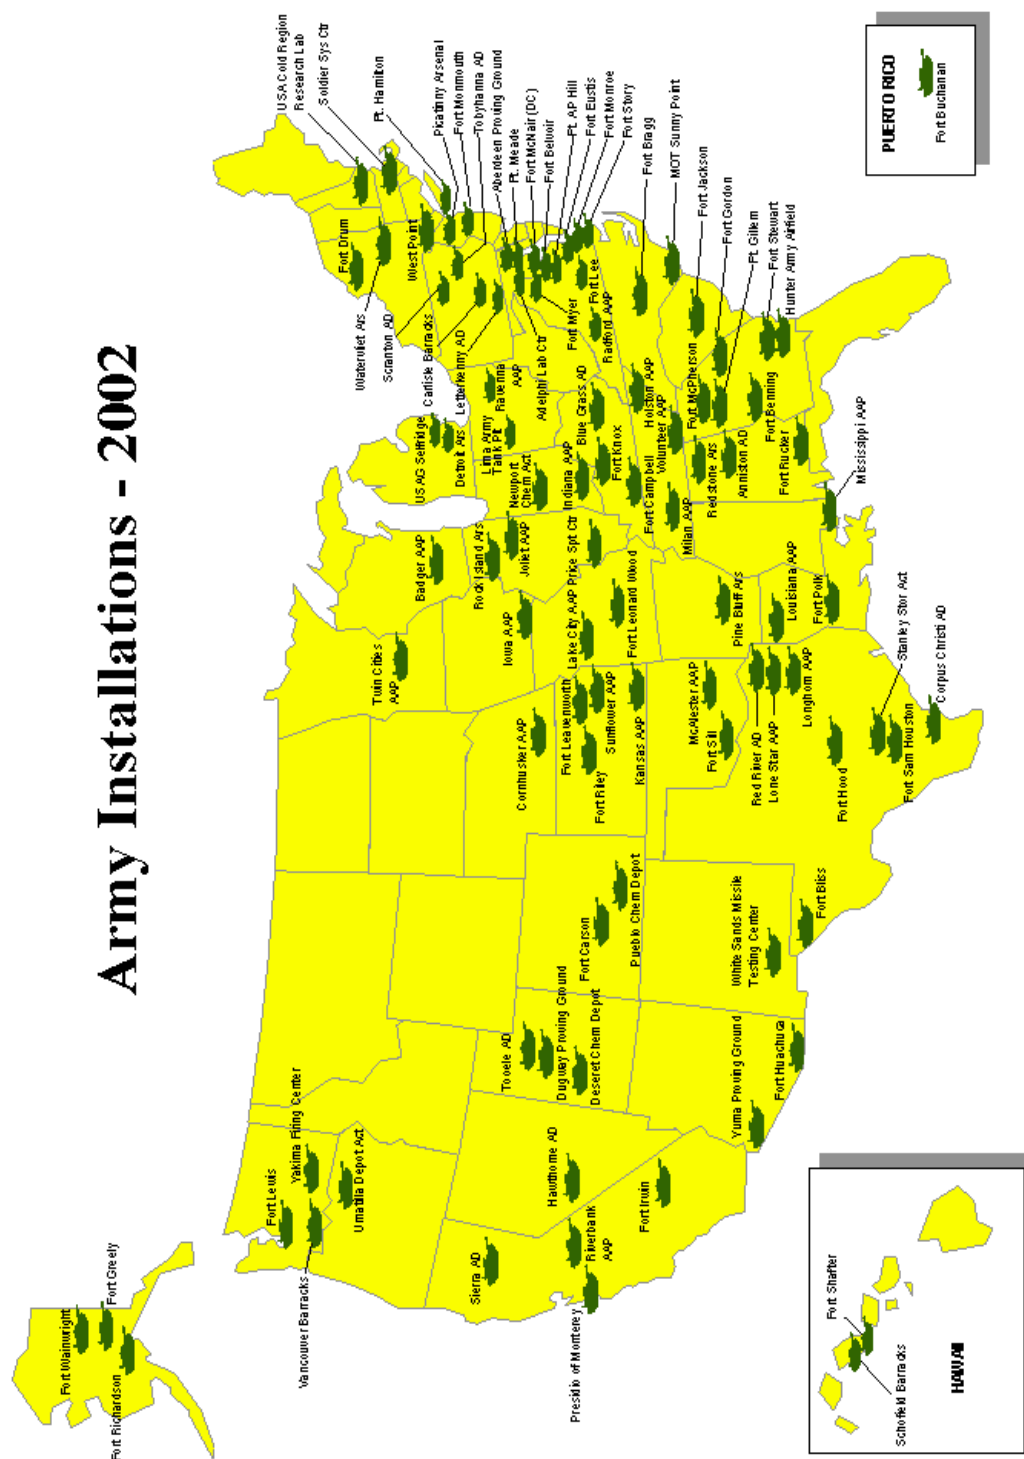 Army Installations - 2002
Fort Wainwright
Fort Greely
Fort Richardson
Fort Lewis
Yakima Firing Center
Vancouver Barracks
Umatilla Depot Act
Sierra AD
Hawthorne AD
Riverbank
AAP
Presidio of Monterey
Fort Irwin
Tooele AD
Dugway Proving Ground
Deseret Chem Depot
Yuma Proving Ground
Fort Huachuca
Fort Carson
Pueblo Chem Depot
White Sands Missile
Testing Center
Fort Bliss
Cornhusker AAP
Fort Leavenworth
Sunflower AAP
Fort Riley
Kansas AAP
McAlester AAP
Fort Sill
Red River AD
Lone Star AAP
Longhorn AAP
Fort Hood
Stanley Stor Act
Fort Sam Houston
Corpus Christi AD
Twin Cities
AAP
Badger AAP
Rock Island Ars
Joliet AAP
Iowa AAP
Lake City AAP
Price Spt Ctr
Fort Leonard Wood
Pine Bluff Ars
Louisiana AAP
Fort Polk
Mississippi AAP
USAG Selfridge
Detroit Ars
Lima Army
Tank Plt
Ravenna
AAP
Newport
Chem Act
Indiana AAP
Blue Grass AD
Fort Knox
Fort Campbell
Milan AAP
Holston AAP
Volunteer AAP
Redstone Ars
Anniston AD
Fort Rucker
Fort McPherson
Fort Benning
Ft. Gillem
Fort Gordon
Fort Stewart
Hunter Army Airfield
Fort Jackson
MOT Sunny Point
Fort Bragg
Radford AAP
Fort Lee
Fort Story
Fort Monroe
Fort Eustis
Ft. AP Hill
Fort Belvoir
Fort McNair (DC)
Ft. Meade
Aberdeen Proving Ground
Fort Myer
Adelphi Lab Ctr
Letterkenny AD
Carlisle Barracks
Scranton AD
Tobyhanna AD
Fort Monmouth
Picatinny Arsenal
Ft. Hamilton
West Point
Watervliet Ars
Fort Drum
Soldier Sys Ctr
USA Cold Region
Research Lab
PUERTO RICO
Fort Buchanan
HAWAII
Fort Shafter
Schofield Barracks